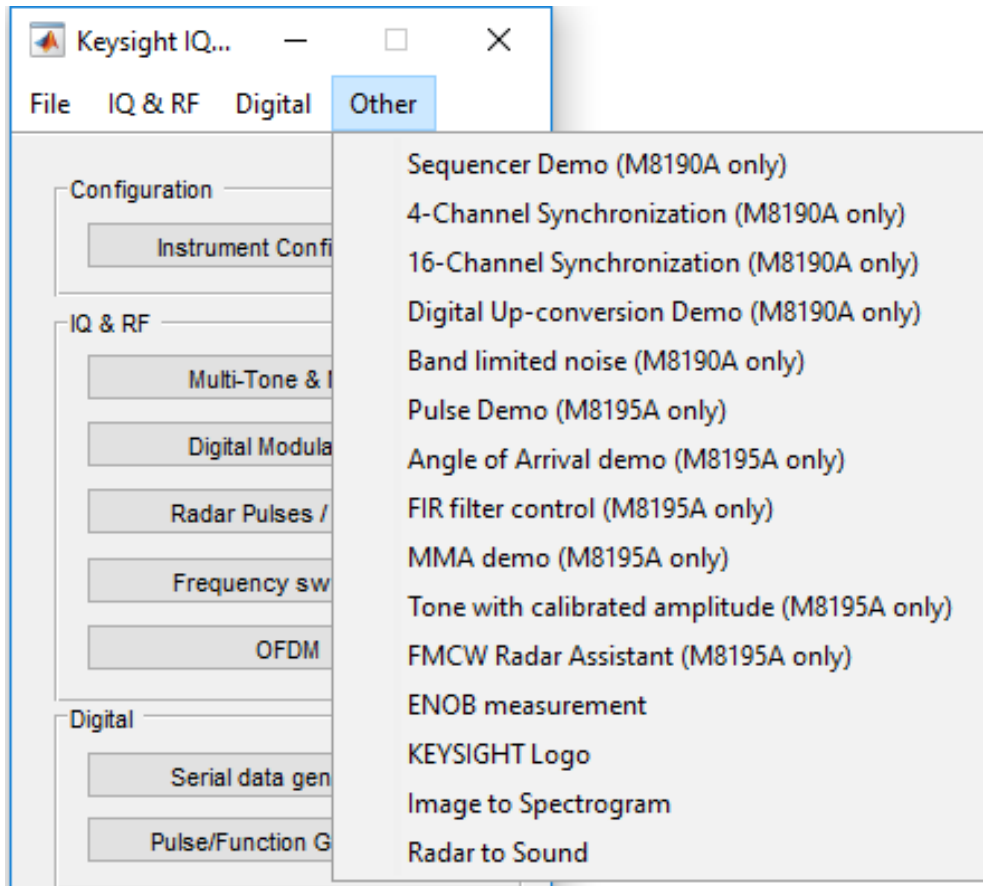 Keysight IQ...
File IQ & RF Digital Other
Sequencer Demo (M8190A only)
4-Channel Synchronization (M8190A only)
16-Channel Synchronization (M8190A only)
Digital Up-conversion Demo (M8190A only)
Band limited noise (M8190A only)
Pulse Demo (M8195A only)
Angle of Arrival demo (M8195A only)
FIR filter control (M8195A only)
MMA demo (M8195A only)
Tone with calibrated amplitude (M8195A only)
FMCW Radar Assistant (M8195A only)
ENOB measurement
KEYSIGHT Logo
Image to Spectrogram
Radar to Sound
Configuration
Instrument Confi
IQ & RF
Multi-Tone &
Digital Modula
Radar Pulses /
Frequency sw
OFDM
Digital
Serial data gen
Pulse/Function G